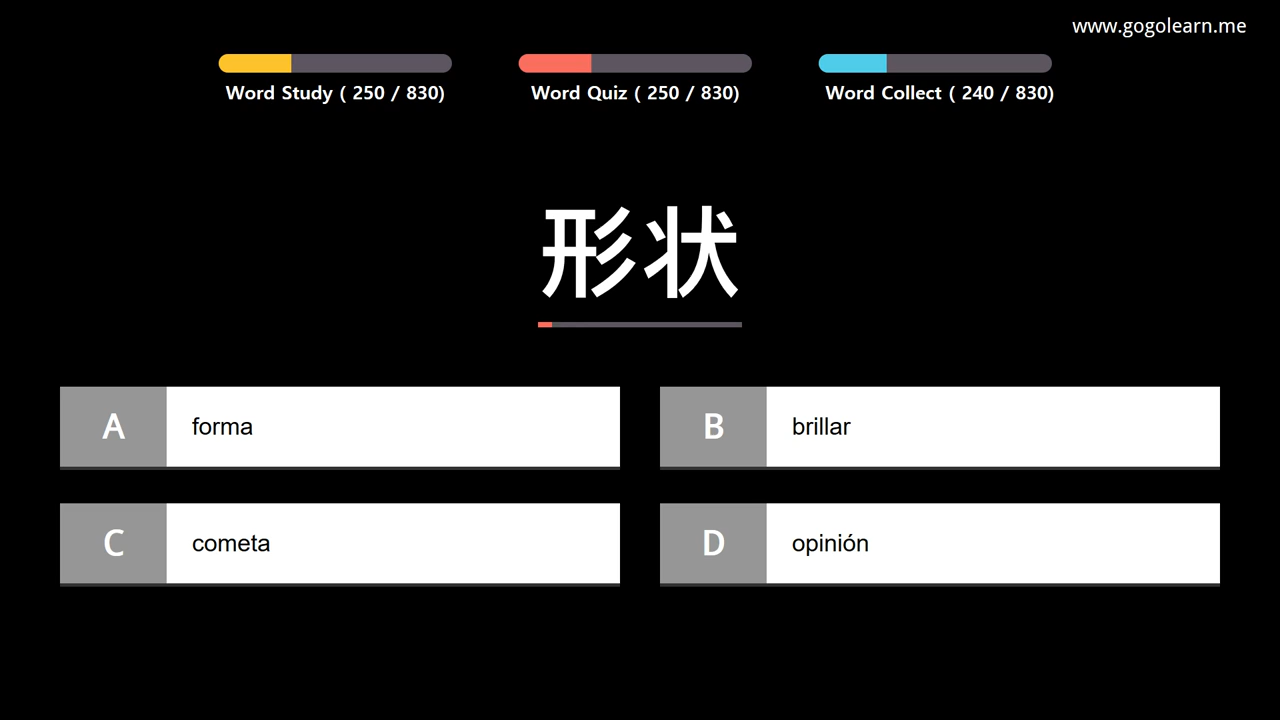 www.gogolearn.me
Word Study ( 250 / 830)
Word Quiz ( 250 / 830)
Word Collect ( 240 / 830)
形状
A forma
B brillar
C cometa
D opinión